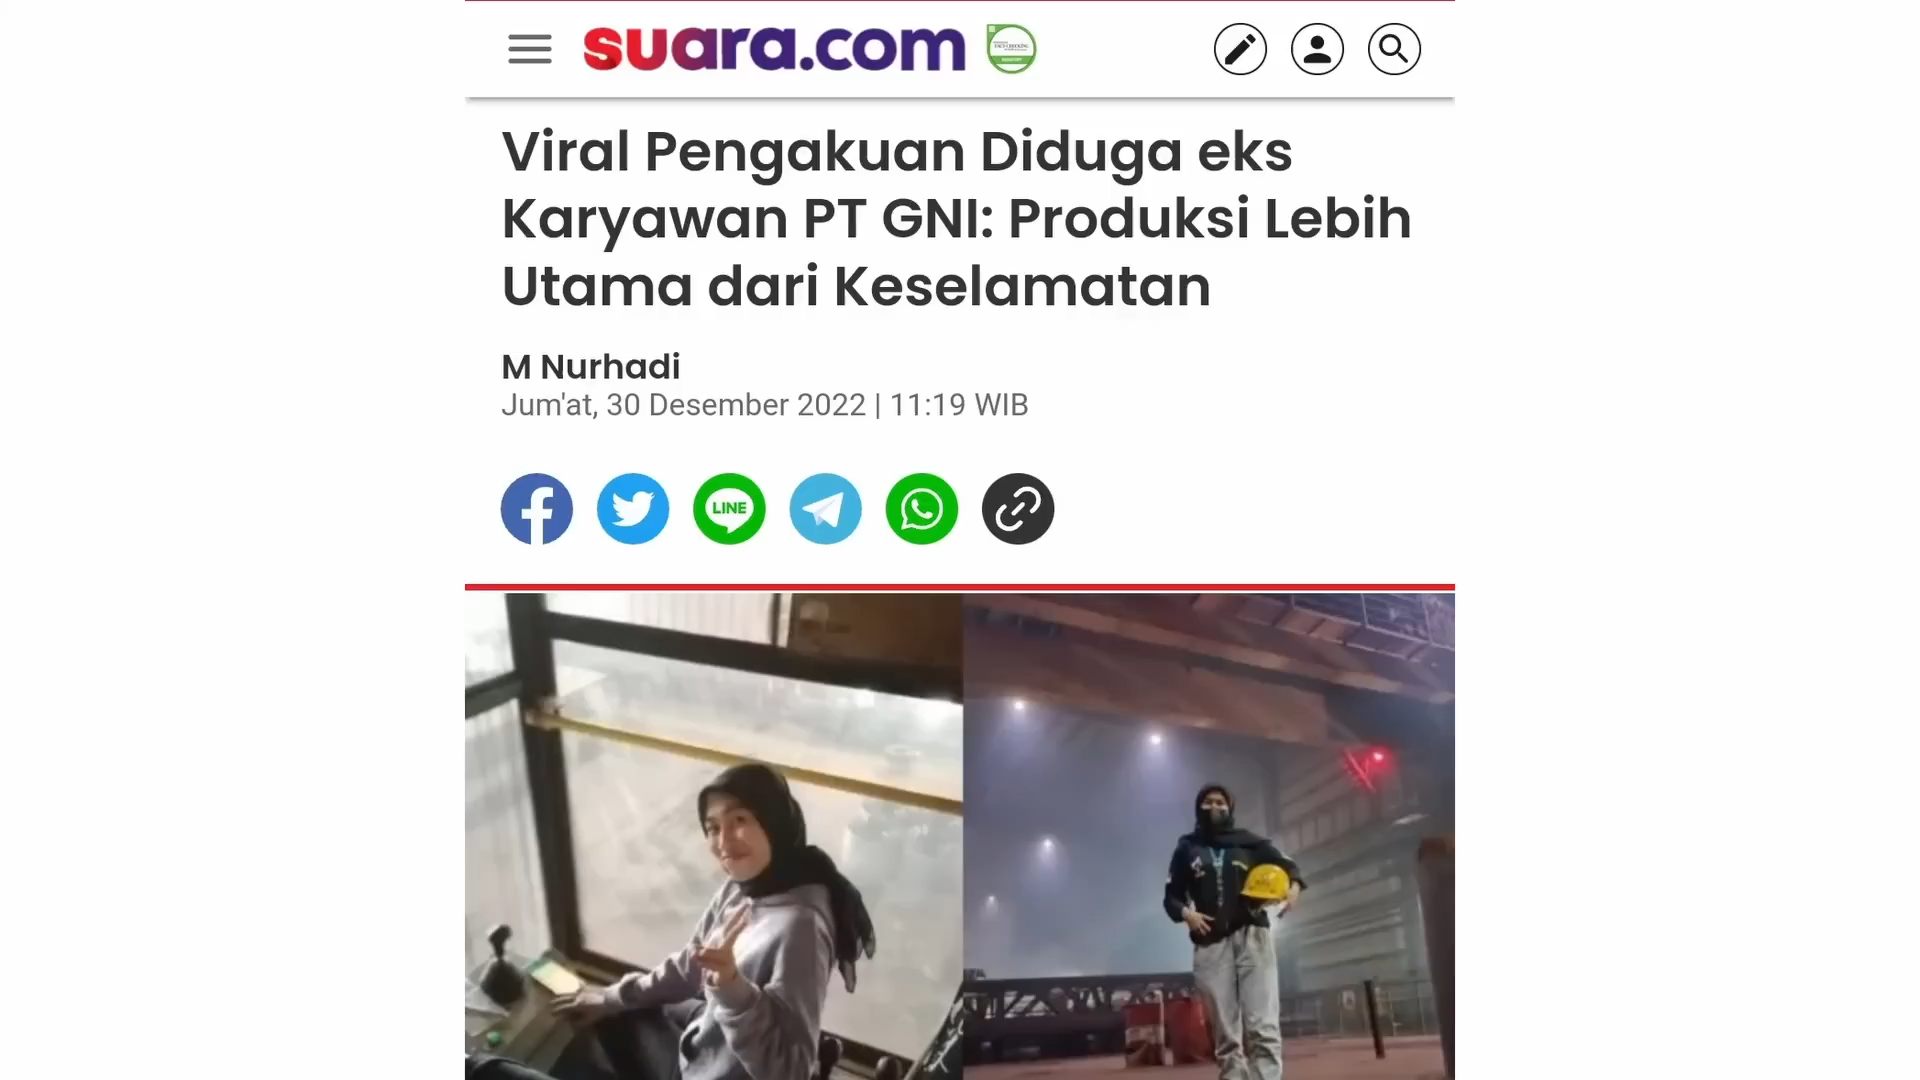 suara.com
Viral Pengakuan Diduga eks
Karyawan PT GNI: Produksi Lebih
Utama dari Keselamatan
M Nurhadi
Jum'at, 30 Desember 2022 | 11:19 WIB
LINE